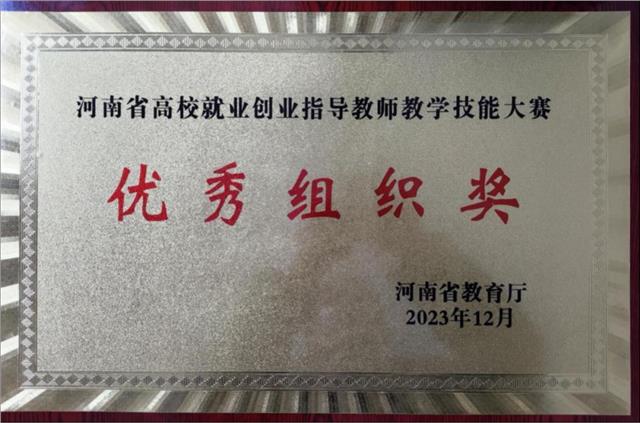 河南省高校就业创业指导教师教学技能大赛
优秀组织奖
河南省教育厅
2023年12月